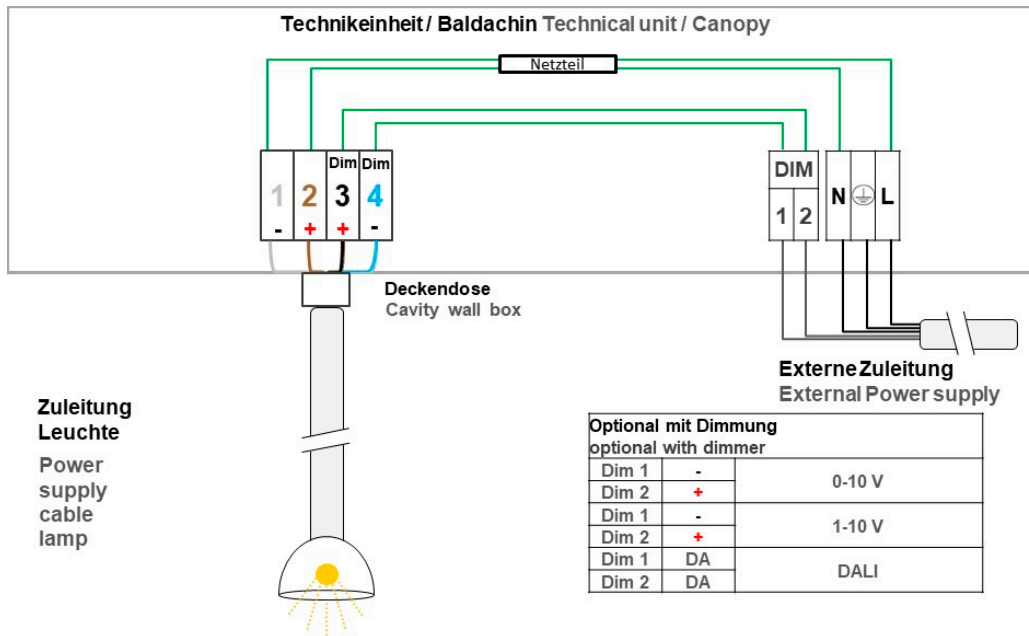 Technikeinheit / Baldachin Technical unit / Canopy
Netzteil
Dim Dim
1 2 3 4
- + + -
DIM
1 2
N L
Deckendose
Cavity wall box
Externe Zuleitung
External Power supply
Zuleitung
Leuchte
Power
supply
cable
lamp
Optional mit Dimmung
optional with dimmer
Dim 1 - 0-10 V
Dim 2 +
Dim 1 - 1-10 V
Dim 2 +
Dim 1 DA DALI
Dim 2 DA